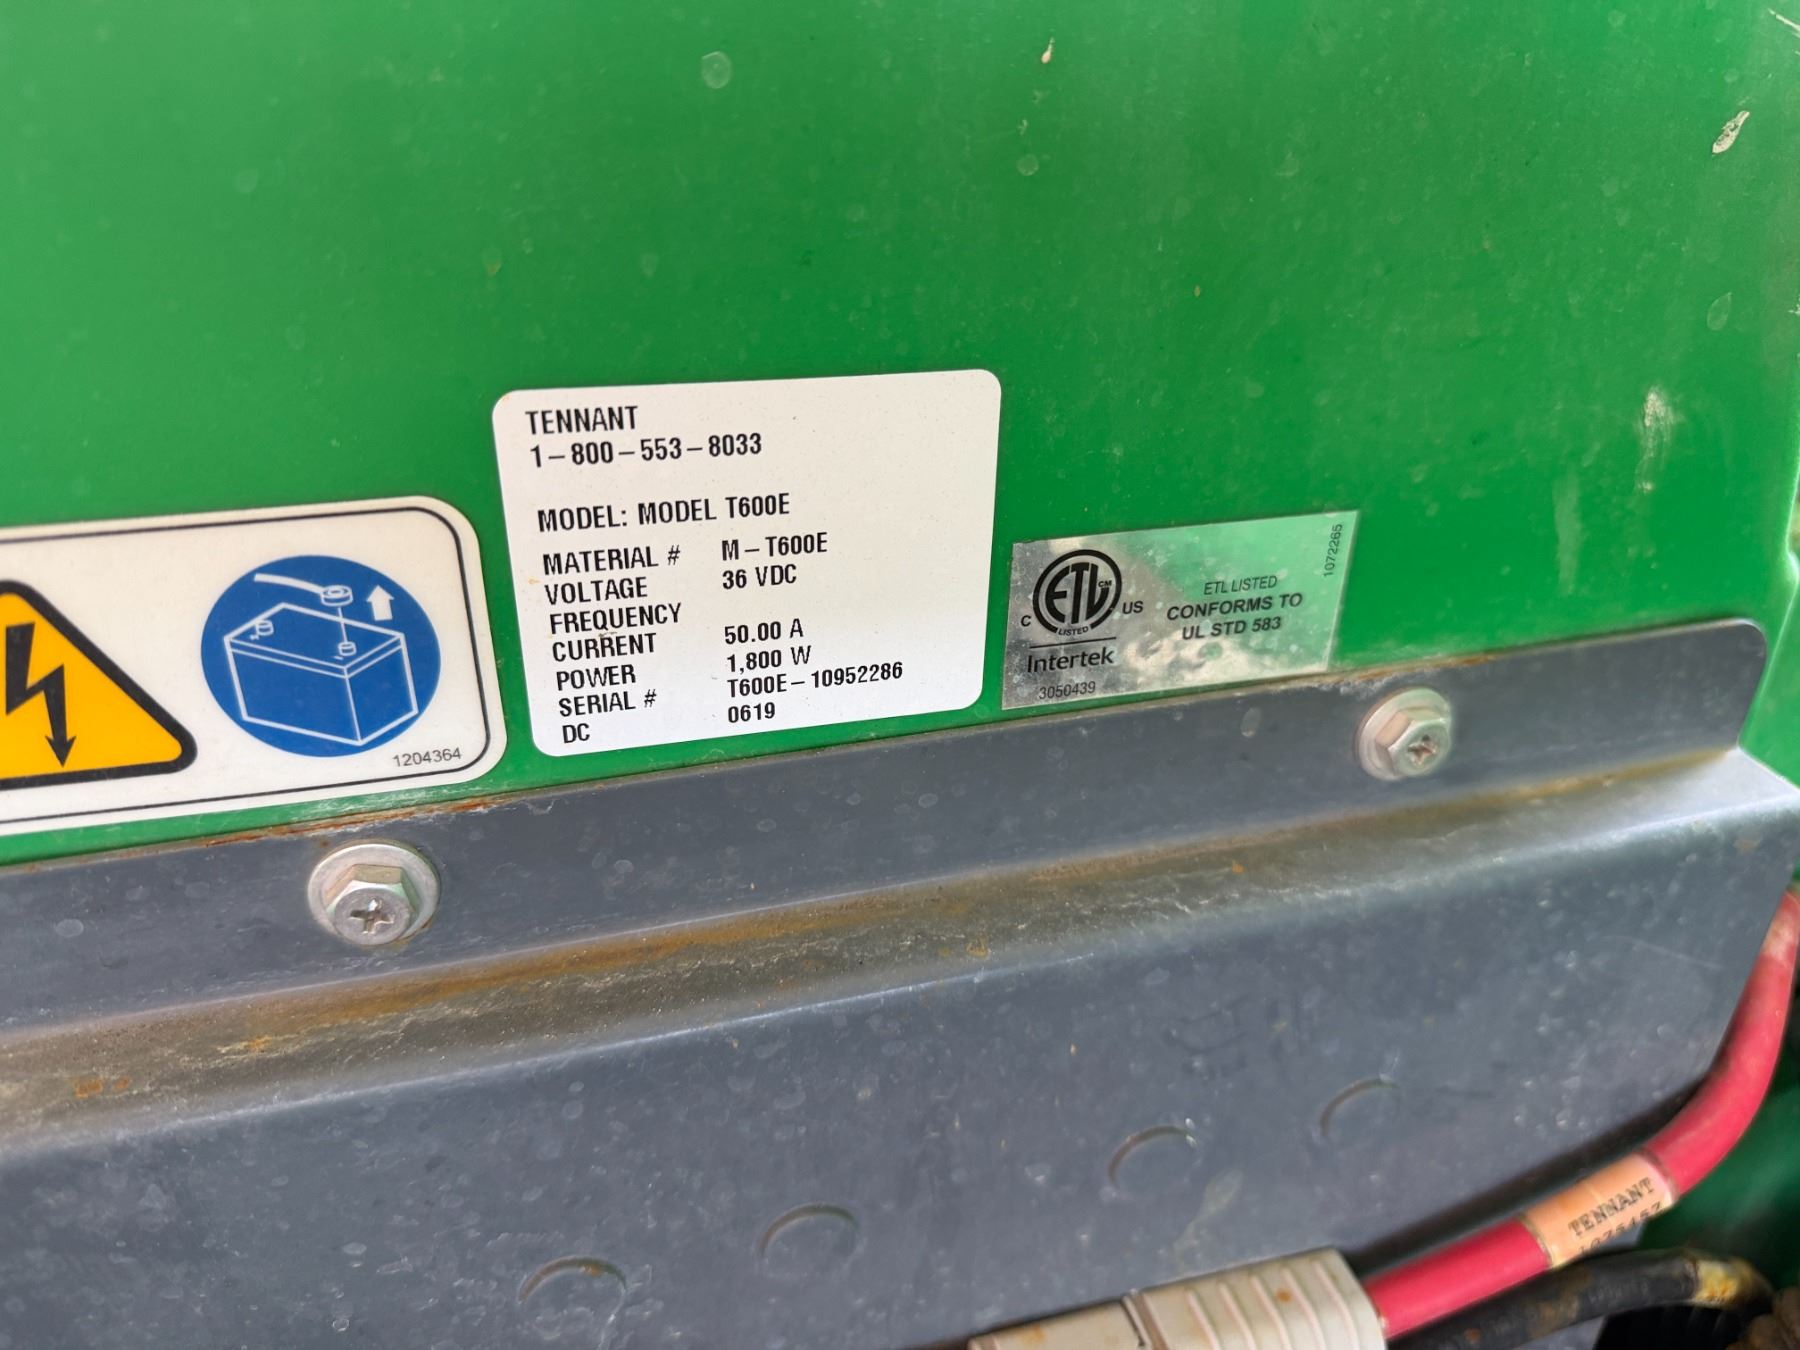 TENNANT
1-800-553-8033
MODEL: MODEL T600E
MATERIAL # M-T600E
VOLTAGE 36 VDC
FREQUENCY
CURRENT 50.00 A
POWER 1,800 W
SERIAL # T600E-10952286
DC 0619
1204364
C ETL CM US
LISTED
Intertek
3050439
ETL LISTED
CONFORMS TO
UL STD 583
1072265
TENNANT